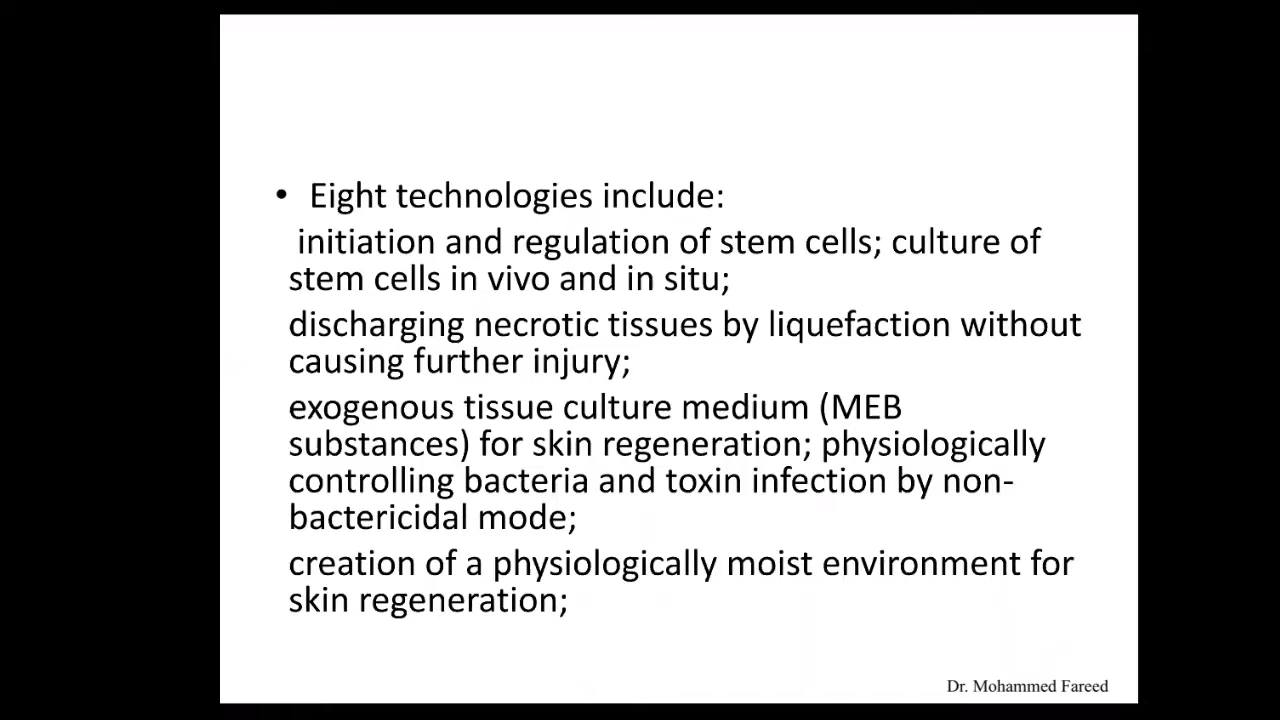 • Eight technologies include:
initiation and regulation of stem cells; culture of
stem cells in vivo and in situ;
discharging necrotic tissues by liquefaction without
causing further injury;
exogenous tissue culture medium (MEB
substances) for skin regeneration; physiologically
controlling bacteria and toxin infection by non-
bactericidal mode;
creation of a physiologically moist environment for
skin regeneration;
Dr. Mohammed Fareed